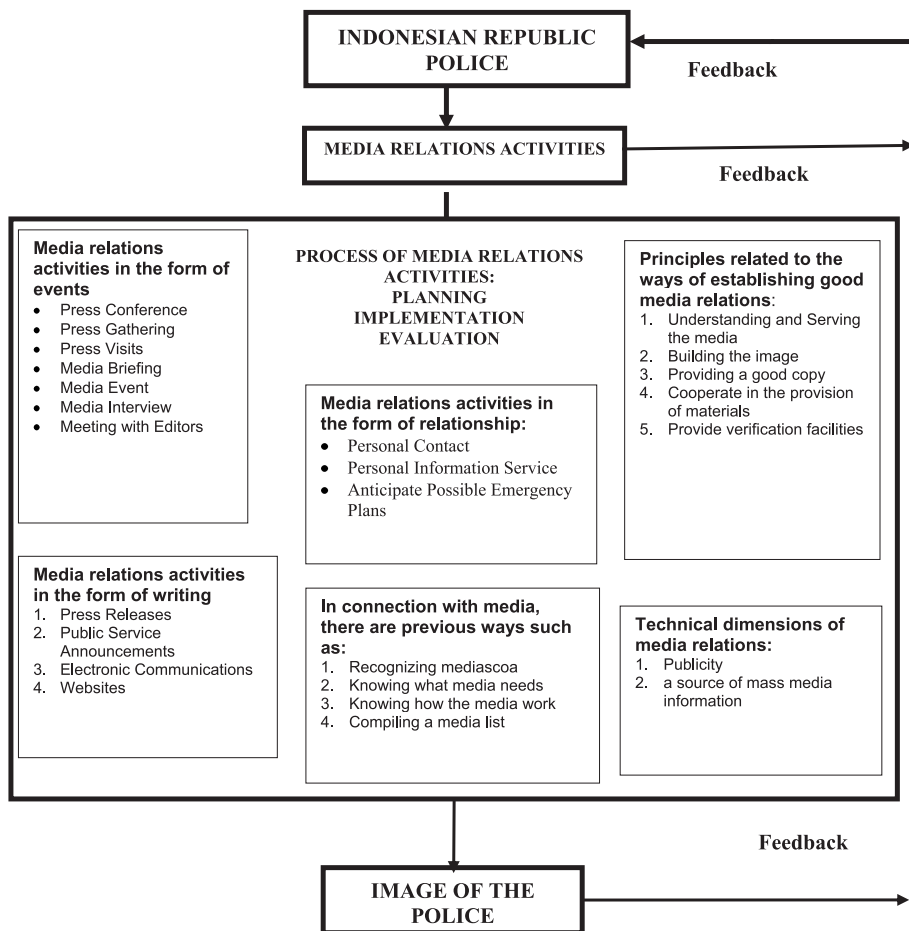 INDONESIAN REPUBLIC
POLICE
Feedback
MEDIA RELATIONS ACTIVITIES
Feedback
Media relations
activities in the form of
events
• Press Conference
• Press Gathering
• Press Visits
• Media Briefing
• Media Event
• Media Interview
• Meeting with Editors
PROCESS OF MEDIA RELATIONS
ACTIVITIES:
PLANNING
IMPLEMENTATION
EVALUATION
Principles related to the
ways of establishing good
media relations:
1. Understanding and Serving
the media
2. Building the image
3. Providing a good copy
4. Cooperate in the provision
of materials
5. Provide verification facilities
Media relations activities in
the form of relationship:
• Personal Contact
• Personal Information Service
• Anticipate Possible Emergency
Plans
Media relations activities
in the form of writing
1. Press Releases
2. Public Service
Announcements
3. Electronic Communications
4. Websites
In connection with media,
there are previous ways such
as:
1. Recognizing mediascoa
2. Knowing what media needs
3. Knowing how the media work
4. Compiling a media list
Technical dimensions of
media relations:
1. Publicity
2. a source of mass media
information
Feedback
IMAGE OF THE
POLICE